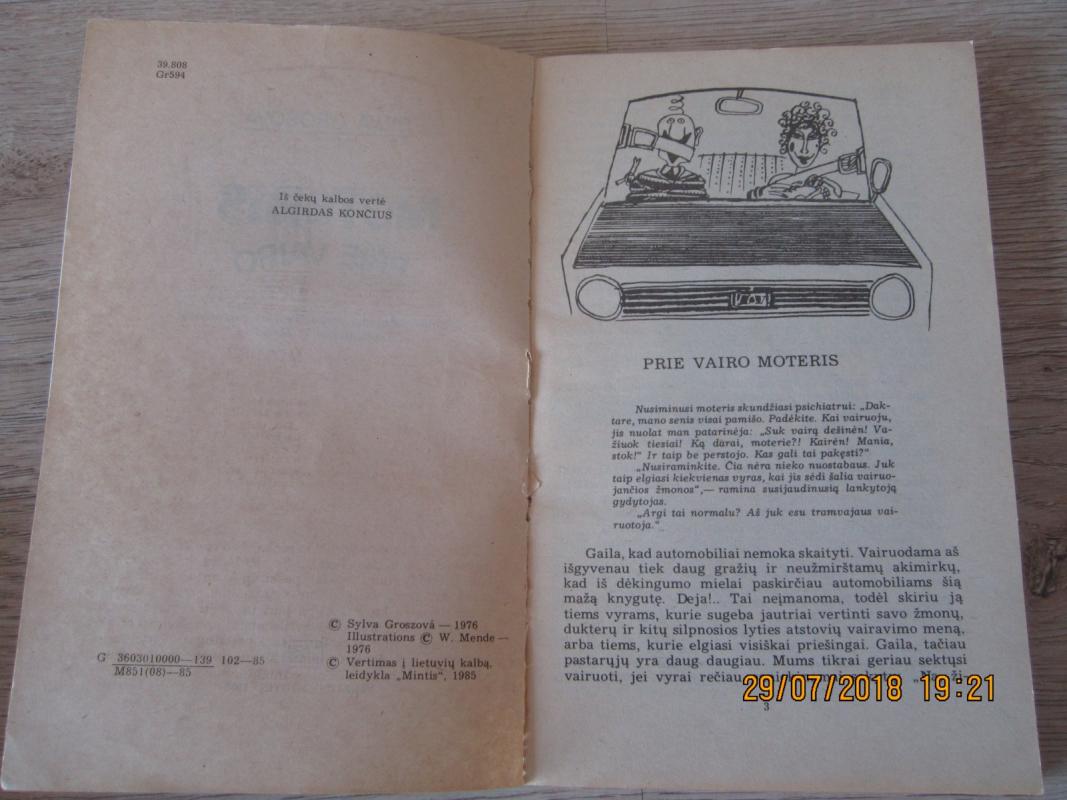 39.808
Gr594
Iš čekų kalbos vertė
ALGIRDAS KONČIUS
© Sylva Groszová — 1976
Illustrations © W. Mende —
1976
© Vertimas į lietuvių kalbą,
leidykla „Mintis“, 1985
G 3603010000—139 102—85
M851(08)—85
PRIE VAIRO MOTERIS
Nusiminusi moteris skundžiasi psichiatrui: „Dak-
tare, mano senis visai pamišo. Padėkite. Kai vairuoju,
jis nuolat man patarinėja: „Suk vairą dešinėn! Va-
žiuok tiesiai! Ką darai, moterie?! Kairėn! Mania,
stok!“ Ir taip be perstojo. Kas gali tai pakęsti?“
„Nusiraminkite. Čia nėra nieko nuostabaus. Juk
taip elgiasi kiekvienas vyras, kai jis sėdi šalia vairuo-
jančios žmonos“,— ramina susijaudinusią lankytoją
gydytojas.
„Argi tai normalu? Aš juk esu tramvajaus vai-
ruotoja.“
Gaila, kad automobiliai nemoka skaityti. Vairuodama aš
išgyvenau tiek daug gražių ir neužmirštamų akimirkų,
kad iš dėkingumo mielai paskirčiau automobiliams šią
mažą knygutę. Deja!.. Tai neįmanoma, todėl skiriu ją
tiems vyrams, kurie sugeba jautriai vertinti savo žmonų,
dukterų ir kitų silpnosios lyties atstovių vairavimo meną,
arba tiems, kurie elgiasi visiškai priešingai. Gaila, tačiau
pastarųjų yra daug daugiau. Mums tikrai geriau sektųsi
vairuoti, jei vyrai rečiau
29/07/2018 19:21
3